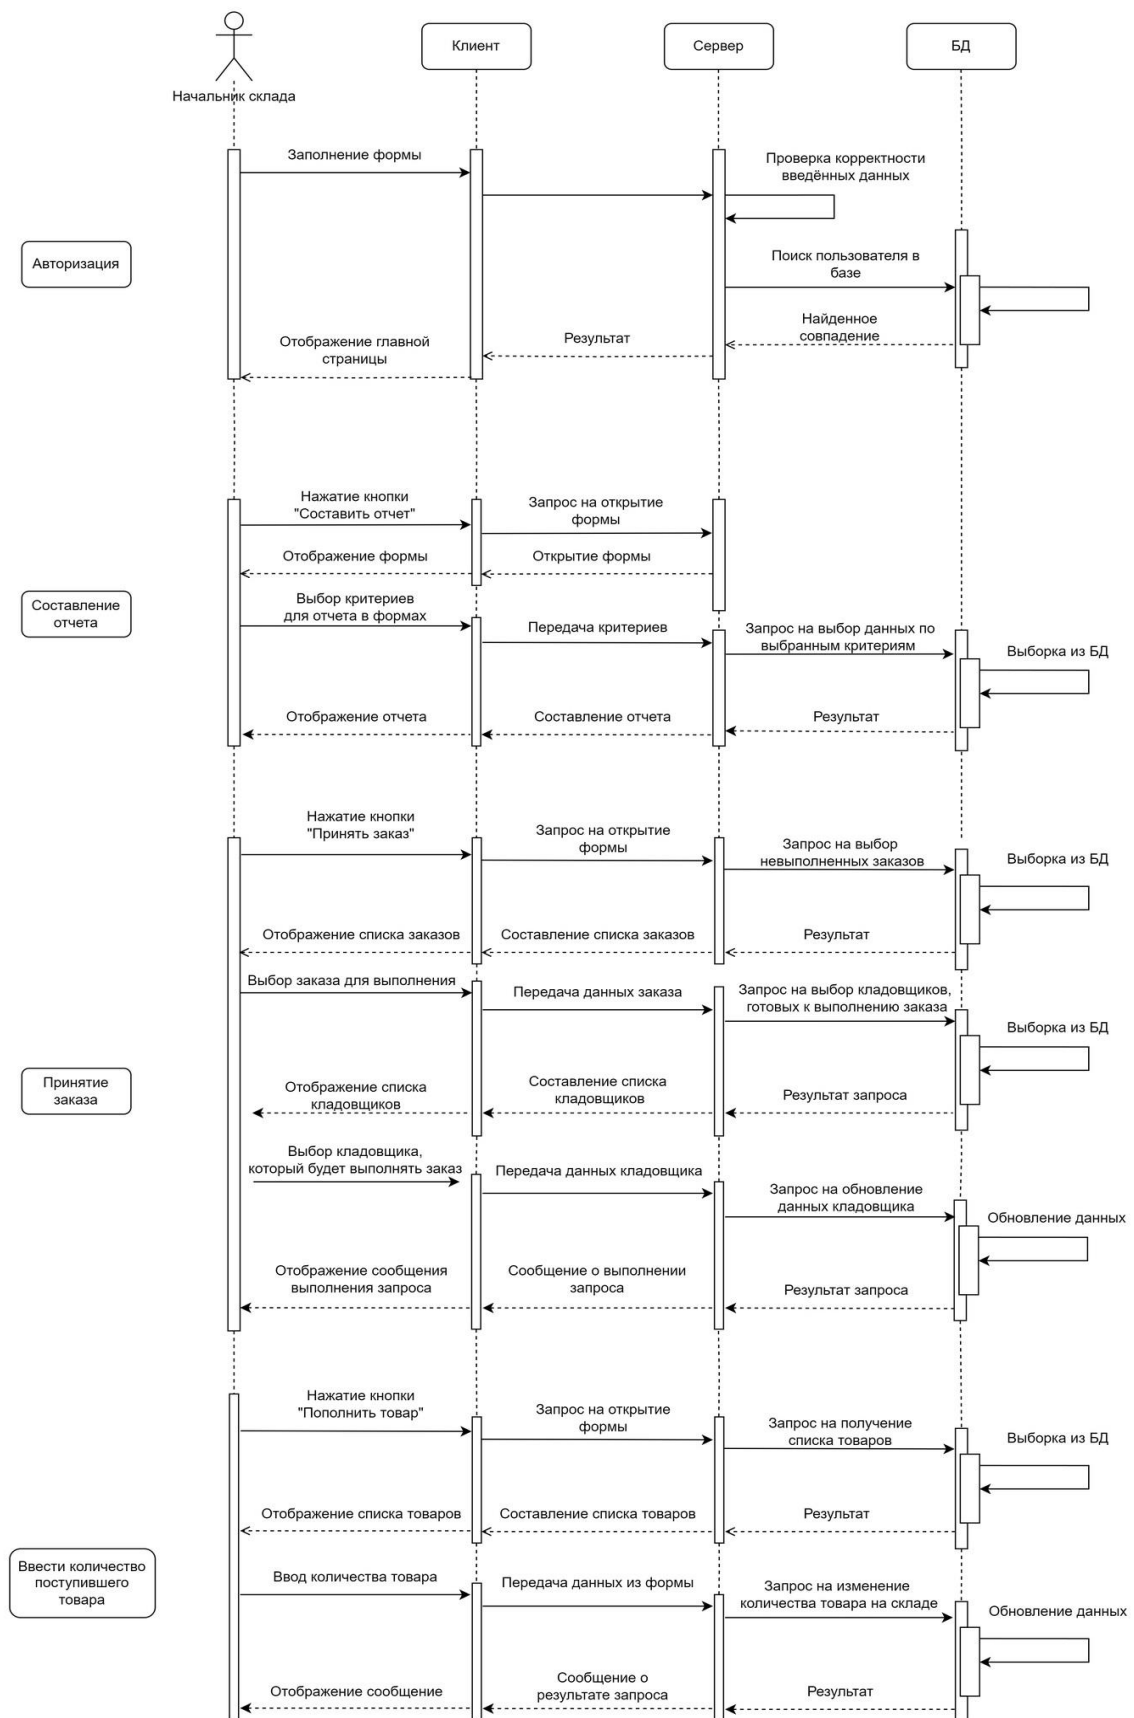 Клиент
Сервер
БД
Начальник склада
Заполнение формы
Проверка корректности
введённых данных
Авторизация
Поиск пользователя в
базе
Найденное
совпадение
Результат
Отображение главной
страницы
Нажатие кнопки
"Составить отчет"
Запрос на открытие
формы
Отображение формы
Открытие формы
Составление
отчета
Выбор критериев
для отчета в формах
Передача критериев
Запрос на выбор данных по
выбранным критериям
Выборка из БД
Отображение отчета
Составление отчета
Результат
Нажатие кнопки
"Принять заказ"
Запрос на открытие
формы
Запрос на выбор
невыполненных заказов
Выборка из БД
Отображение списка заказов
Составление списка заказов
Результат
Выбор заказа для выполнения
Передача данных заказа
Запрос на выбор кладовщиков,
готовых к выполнению заказа
Выборка из БД
Принятие
заказа
Отображение списка
кладовщиков
Составление списка
кладовщиков
Результат запроса
Выбор кладовщика,
который будет выполнять заказ
Передача данных кладовщика
Запрос на обновление
данных кладовщика
Обновление данных
Отображение сообщения
выполнения запроса
Сообщение о выполнении
запроса
Результат запроса
Нажатие кнопки
"Пополнить товар"
Запрос на открытие
формы
Запрос на получение
списка товаров
Выборка из БД
Отображение списка товаров
Составление списка товаров
Результат
Ввести количество
поступившего
товара
Ввод количества товара
Передача данных из формы
Запрос на изменение
количества товара на складе
Обновление данных
Отображение сообщение
Сообщение о
результате запроса
Результат